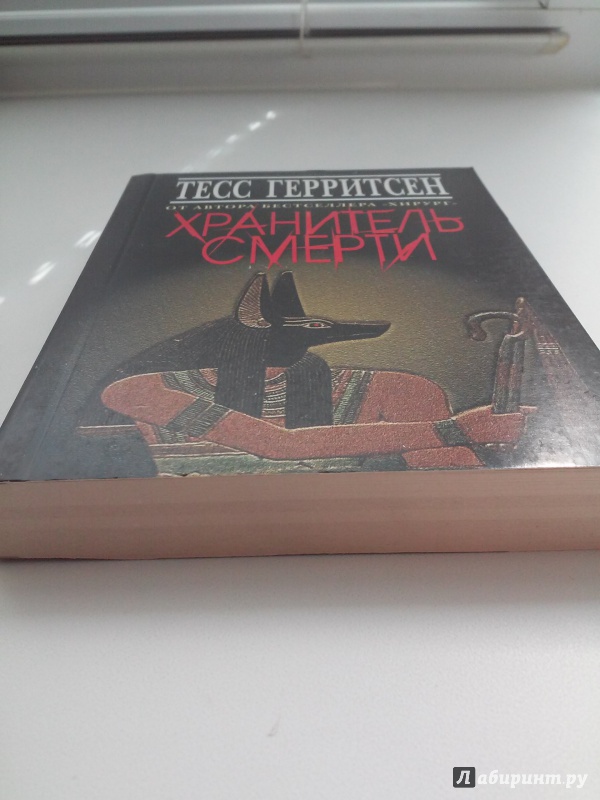 ТЕСС ГЕРРИТСЕН
ОТ АВТОРА БЕСТСЕЛЛЕРА «ХИРУРГ»
ХРАНИТЕЛЬ
СМЕРТИ
Лабиринт.ру